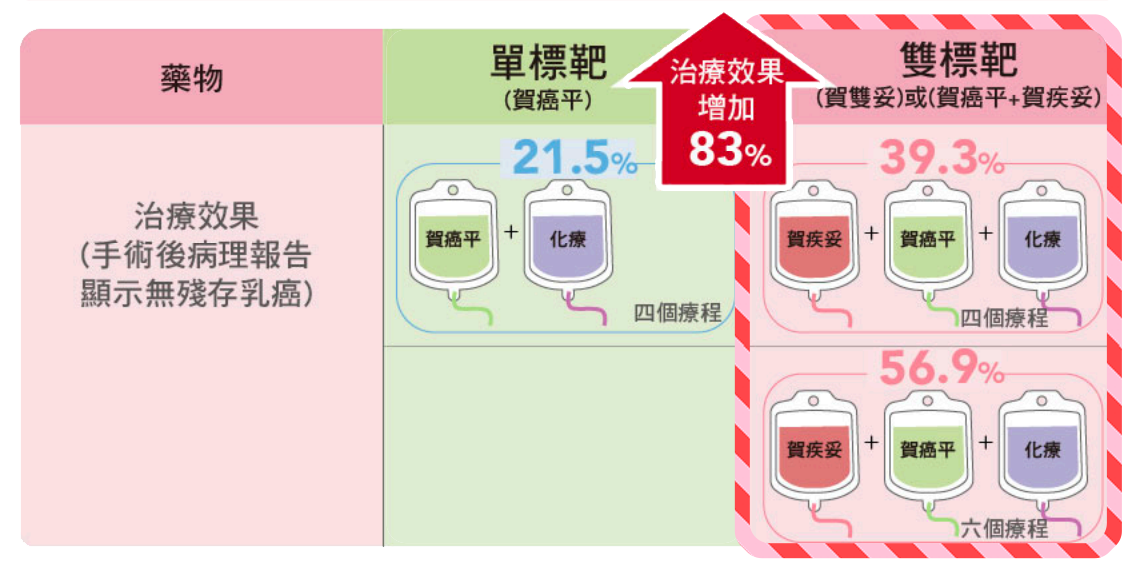 藥物
單標靶
(賀癌平)
治療效果
增加
83%
雙標靶
(賀雙妥)或(賀癌平+賀疾妥)
治療效果
(手術後病理報告
顯示無殘存乳癌)
21.5%
賀癌平 + 化療
四個療程
39.3%
賀疾妥 + 賀癌平 + 化療
四個療程
56.9%
賀疾妥 + 賀癌平 + 化療
六個療程